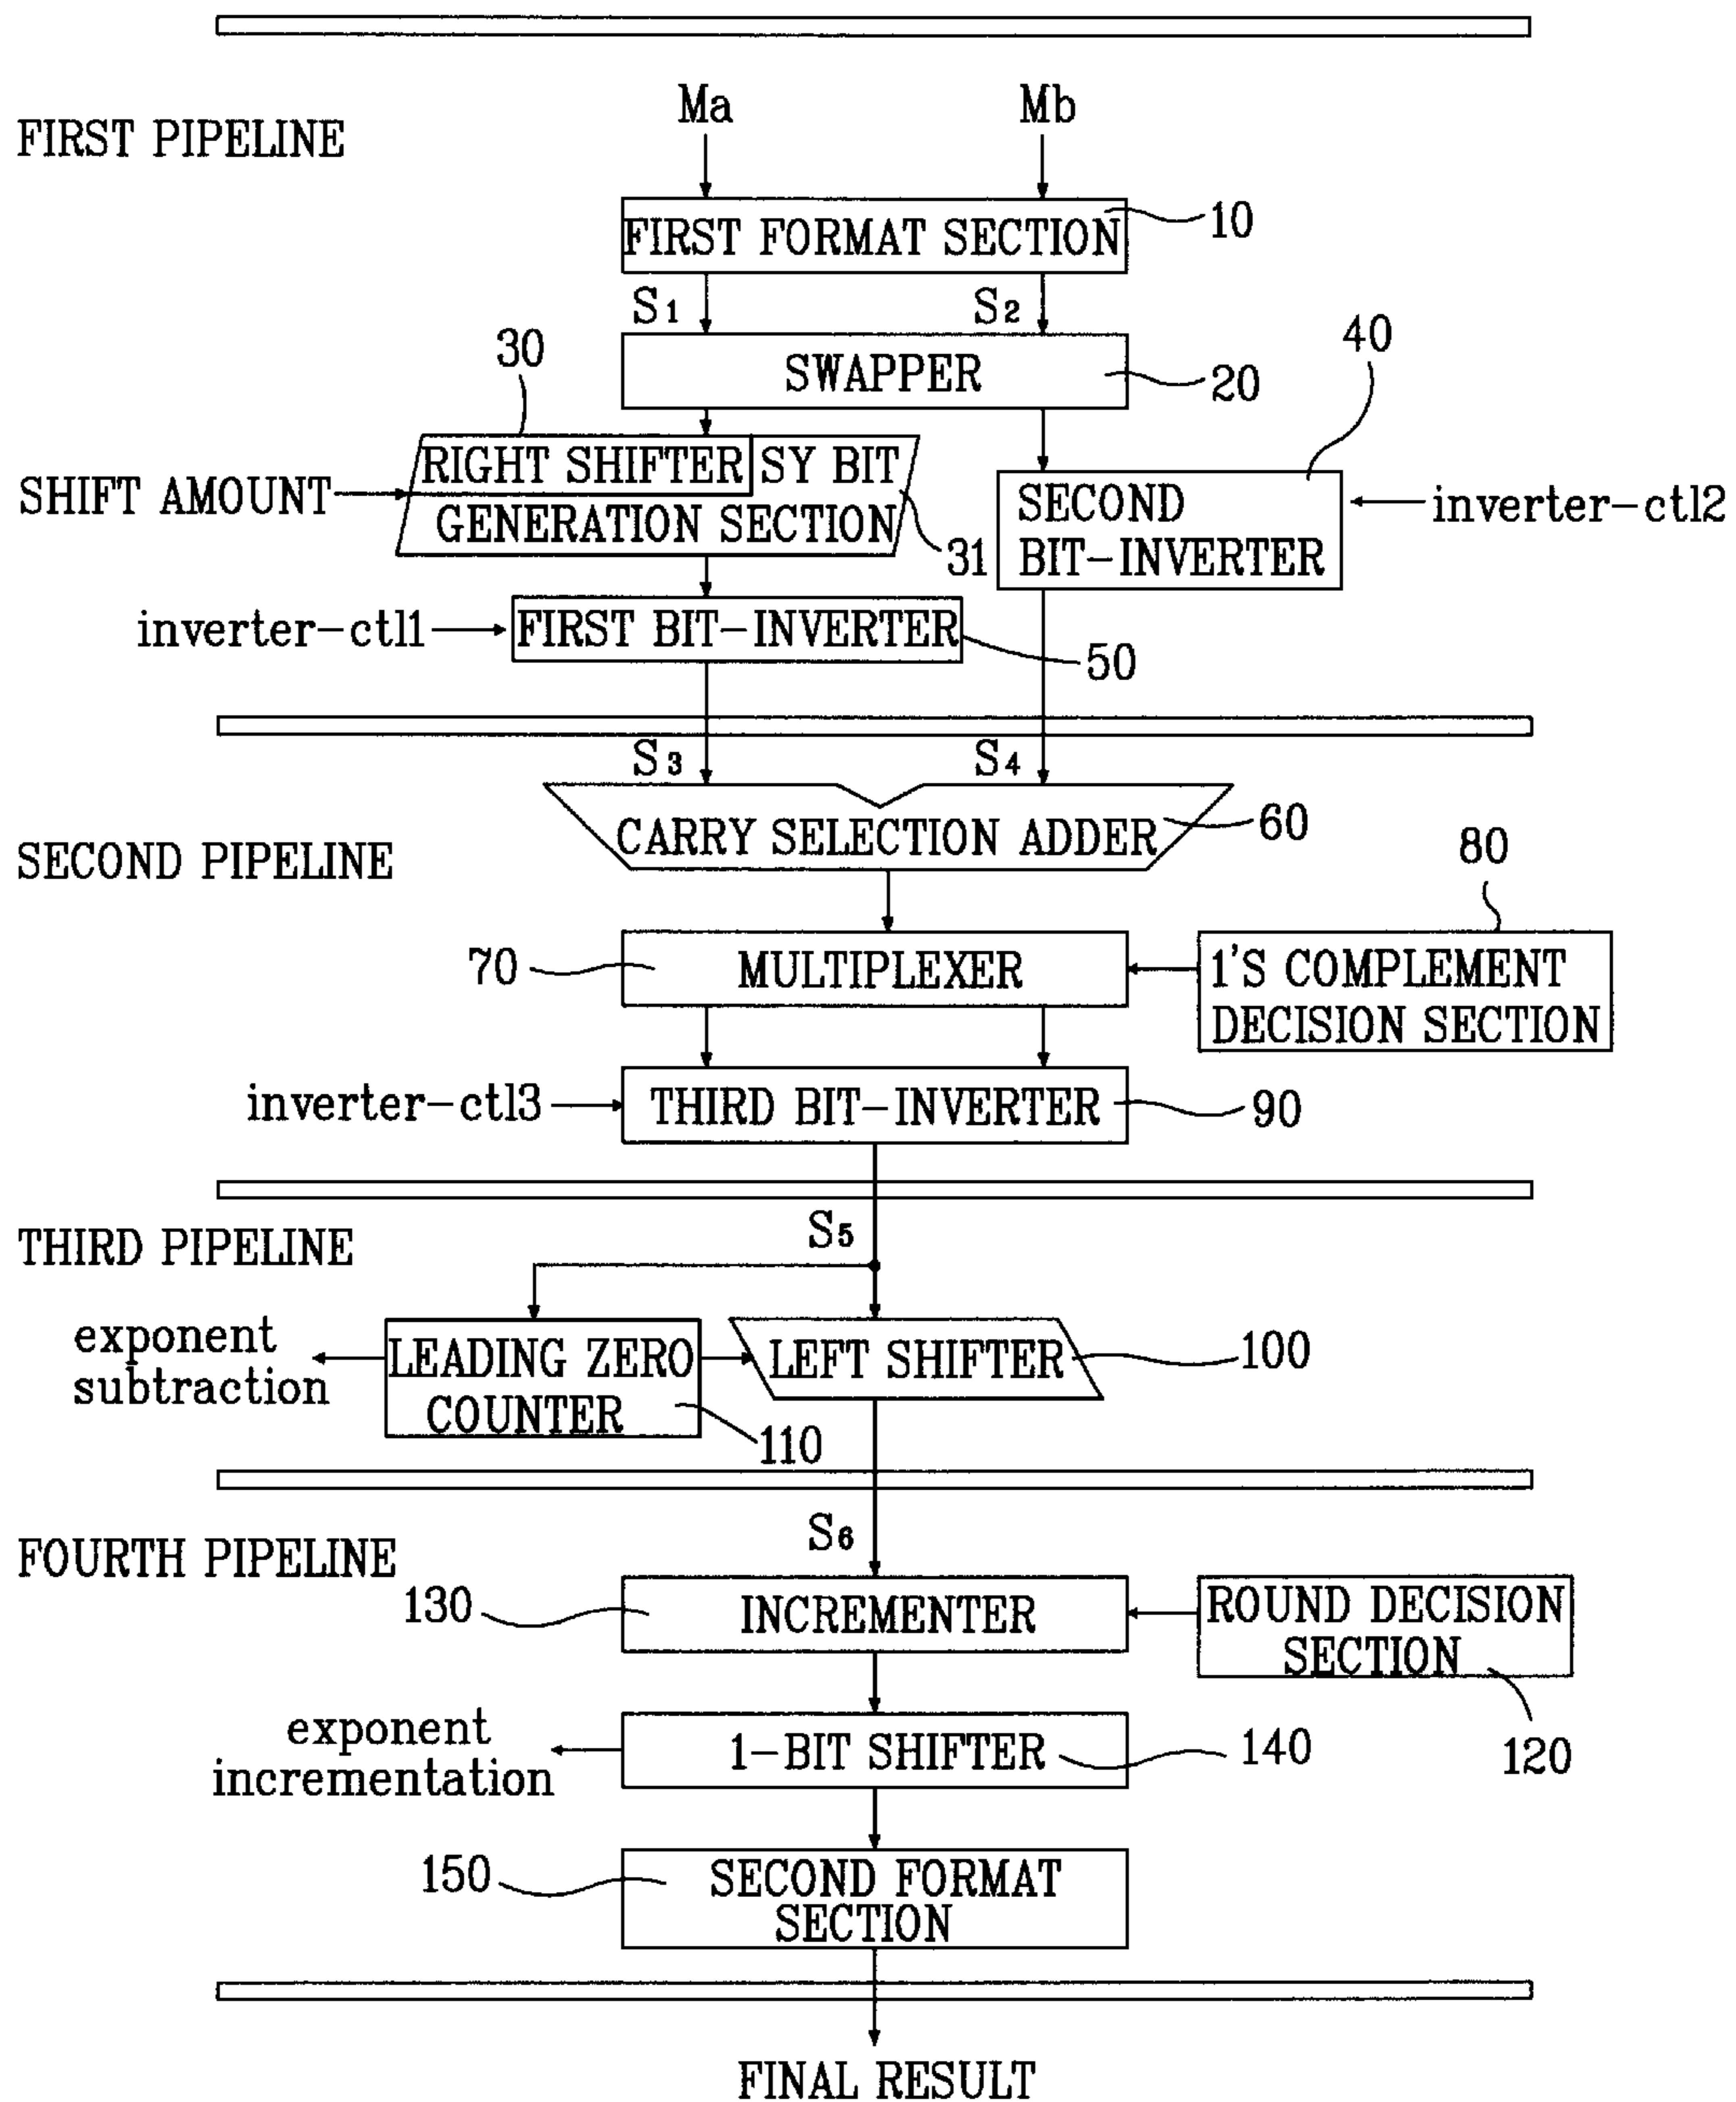 Ma
Mb
FIRST PIPELINE
FIRST FORMAT SECTION
10
S1
S2
SWAPPER
20
30
40
RIGHT SHIFTER
SY BIT
GENERATION SECTION
31
SHIFT AMOUNT
SECOND
BIT-INVERTER
inverter-ctl2
inverter-ctl1
FIRST BIT-INVERTER
50
S3
S4
CARRY SELECTION ADDER
60
SECOND PIPELINE
80
70
MULTIPLEXER
1'S COMPLEMENT
DECISION SECTION
inverter-ctl3
THIRD BIT-INVERTER
90
S5
THIRD PIPELINE
exponent
subtraction
LEADING ZERO
COUNTER
110
LEFT SHIFTER
100
S6
FOURTH PIPELINE
130
INCREMENTER
ROUND DECISION
SECTION
120
exponent
incrementation
1-BIT SHIFTER
140
150
SECOND FORMAT
SECTION
FINAL RESULT